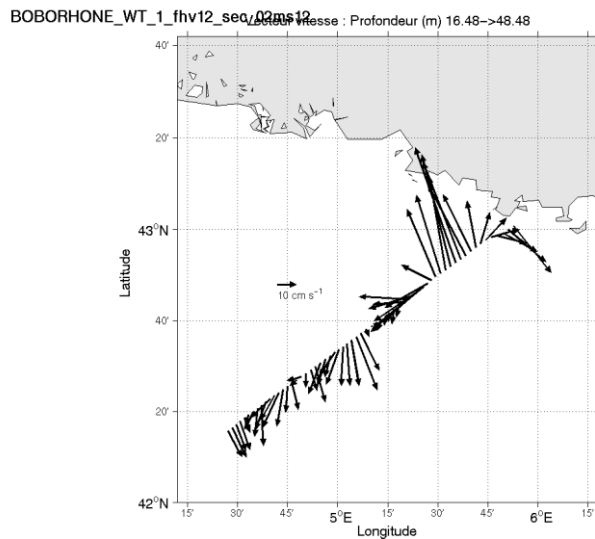 BOBORHONE_WT_1_fhv12_sec_02ms12
Vecteur vitesse : Profondeur (m) 16.48-->48.48
40'
20'
43°N
40'
20'
42°N
Latitude
10 cm s⁻¹
15' 30' 45' 5°E 15' 30' 45' 6°E 15'
Longitude